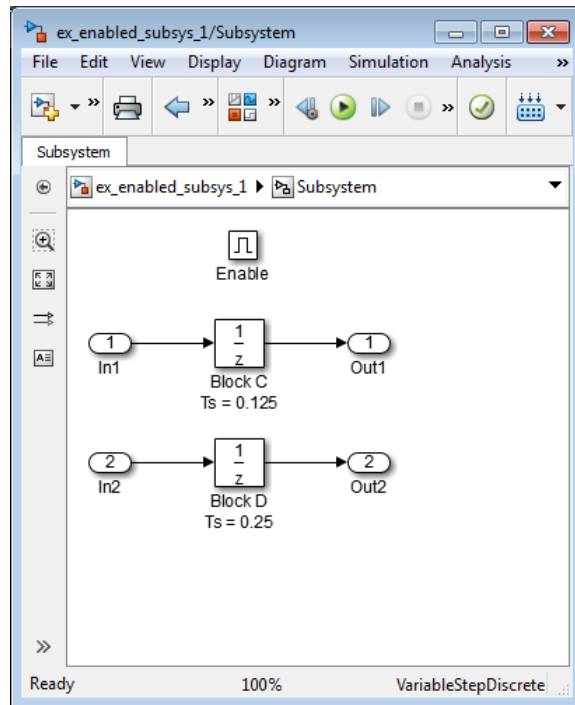 ex_enabled_subsys_1/Subsystem
File Edit View Display Diagram Simulation Analysis »
» » » »
Subsystem
ex_enabled_subsys_1 Subsystem
Enable
1 1 1
z
In1 Out1
Block C
Ts = 0.125
2 1 2
z
In2 Out2
Block D
Ts = 0.25
»
Ready 100% VariableStepDiscrete